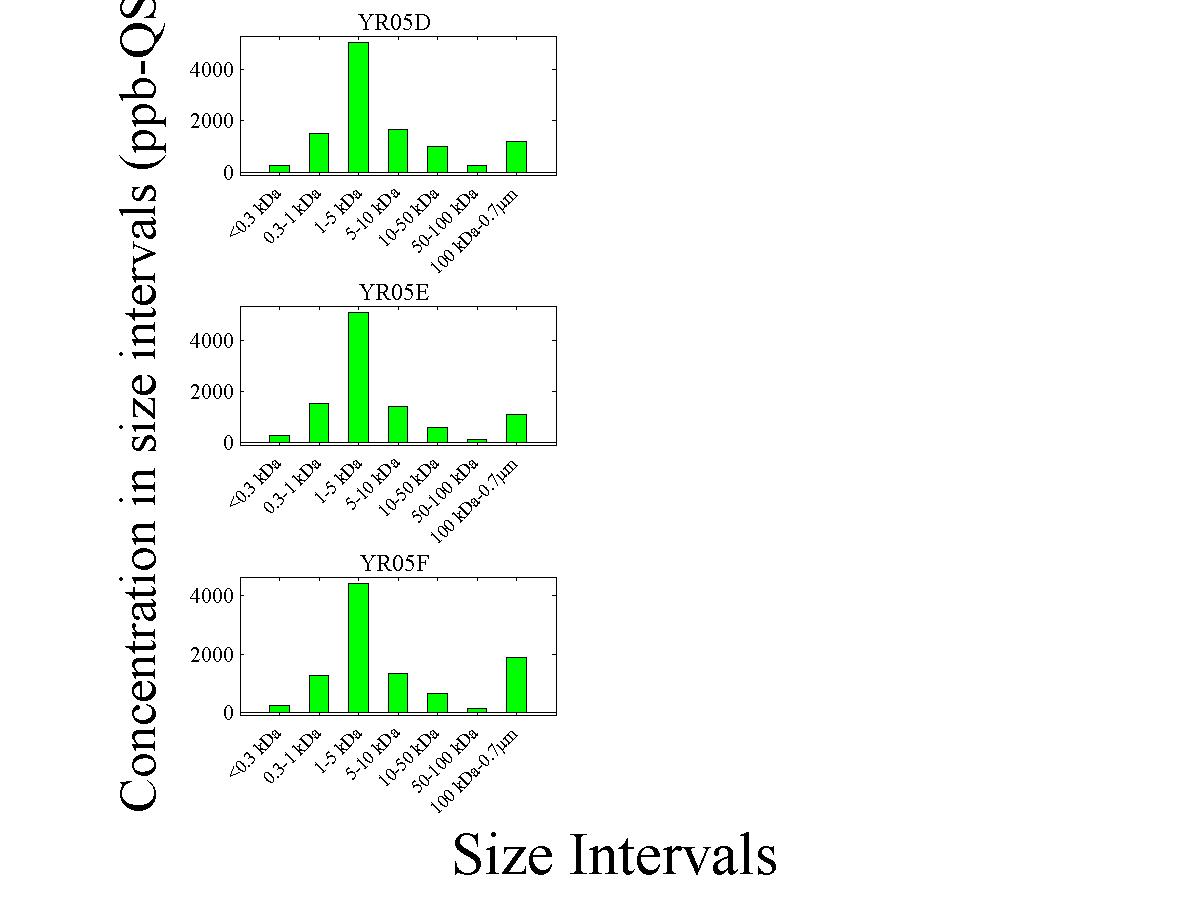 YR05D
4000
2000
0
<0.3 kDa
0.3-1 kDa
1-5 kDa
5-10 kDa
10-50 kDa
50-100 kDa
100 kDa-0.7µm
YR05E
4000
2000
0
<0.3 kDa
0.3-1 kDa
1-5 kDa
5-10 kDa
10-50 kDa
50-100 kDa
100 kDa-0.7µm
YR05F
4000
2000
0
<0.3 kDa
0.3-1 kDa
1-5 kDa
5-10 kDa
10-50 kDa
50-100 kDa
100 kDa-0.7µm
Concentration in size intervals (ppb-QS
Size Intervals